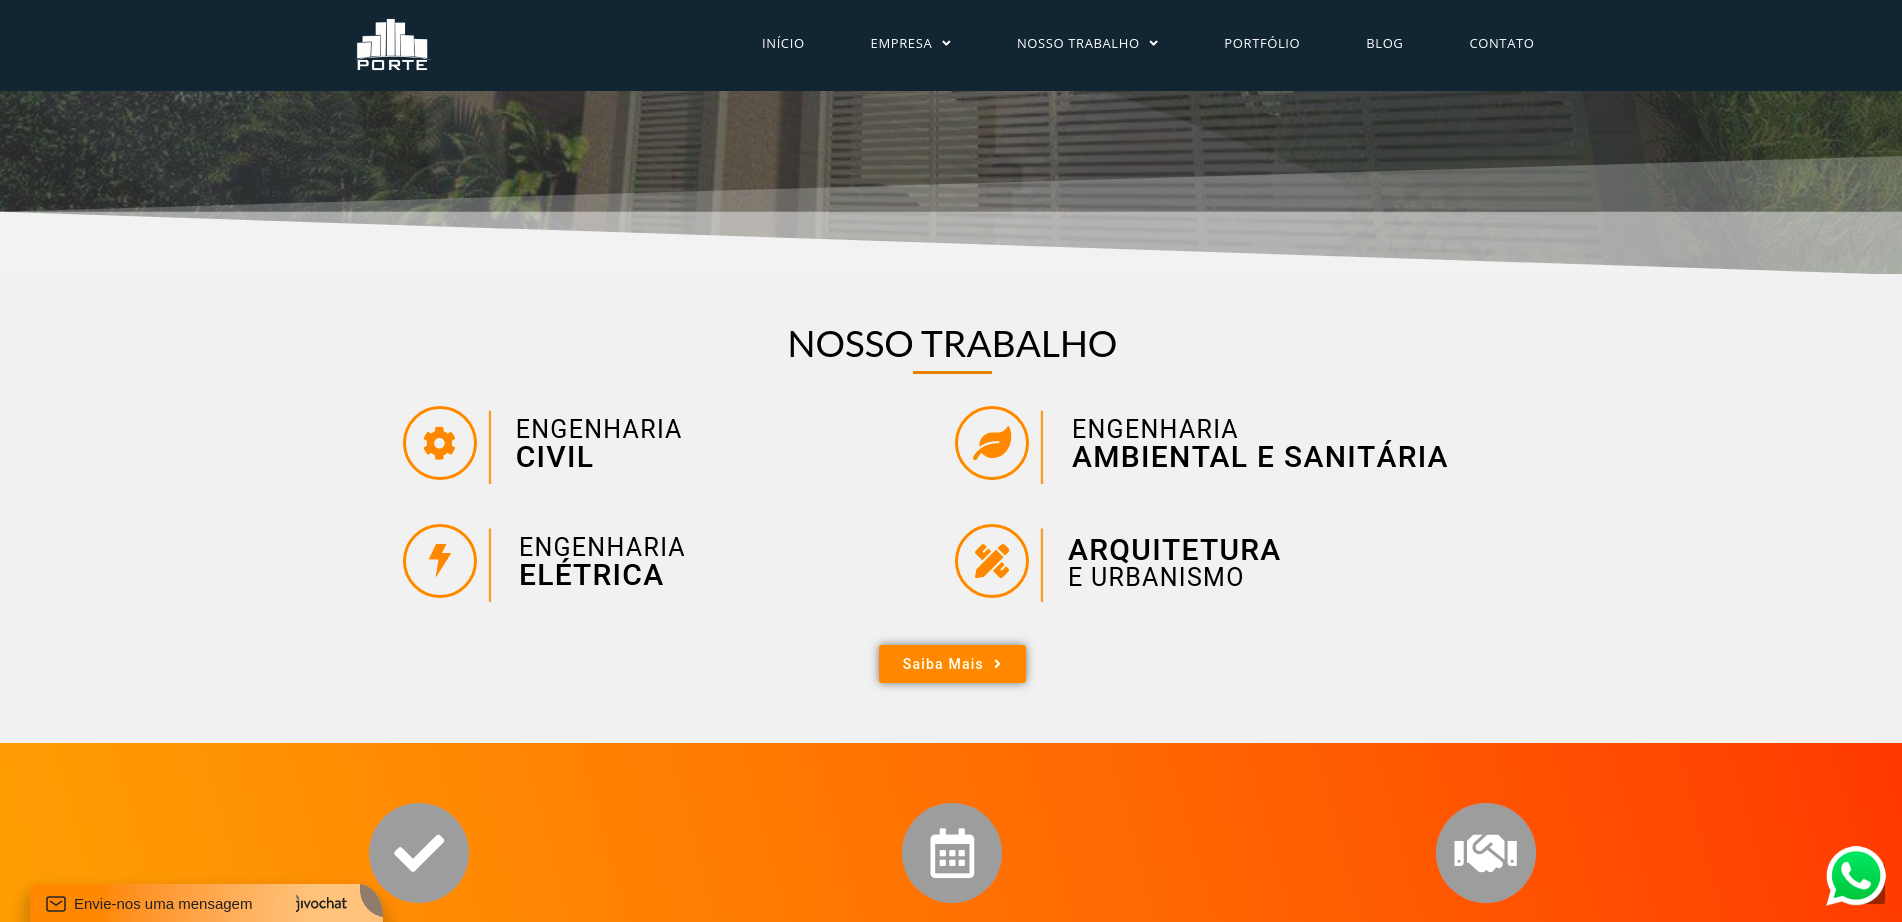 PORTE
INÍCIO
EMPRESA
NOSSO TRABALHO
PORTFÓLIO
BLOG
CONTATO
NOSSO TRABALHO
ENGENHARIA
CIVIL
ENGENHARIA
AMBIENTAL E SANITÁRIA
ENGENHARIA
ELÉTRICA
ARQUITETURA
E URBANISMO
Saiba Mais
Envie-nos uma mensagem
jivochat